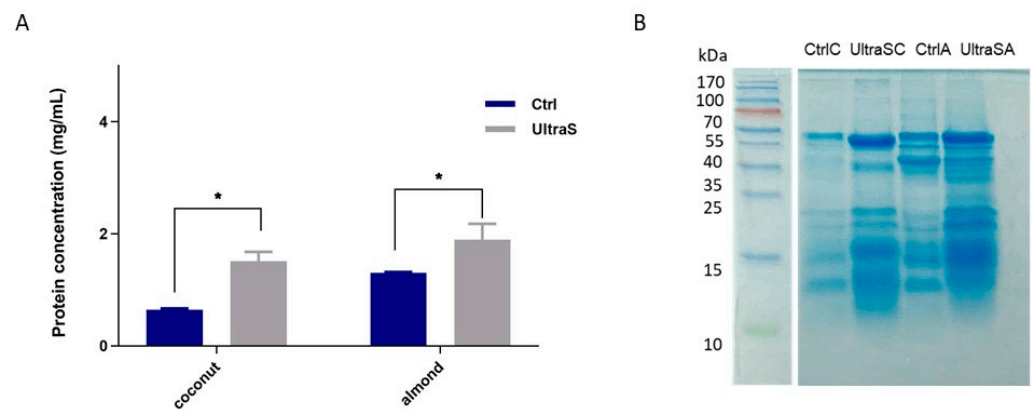 A
Protein concentration (mg/mL)
4
2
0
Ctrl
UltraS
*
*
coconut
almond
B
kDa
CtrlC UltraSC CtrlA UltraSA
170
100
70
55
40
35
25
15
10